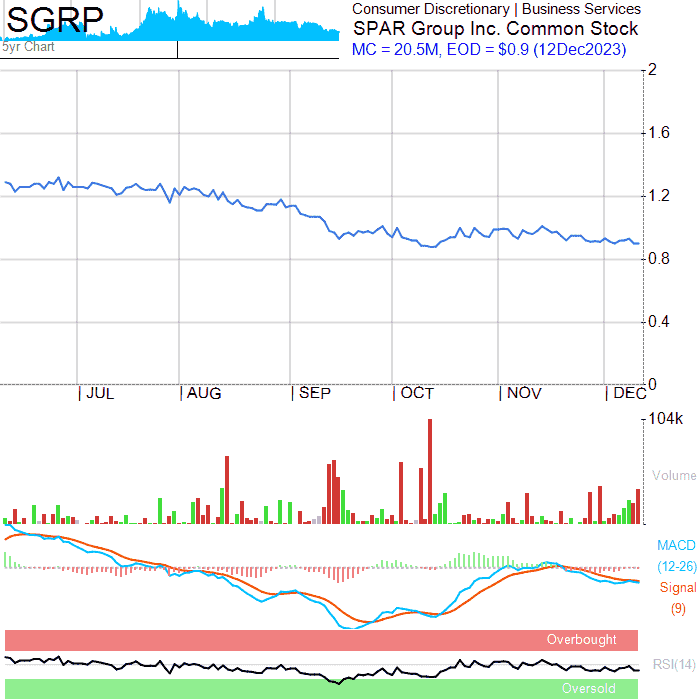 SGRP
5yr Chart
Consumer Discretionary | Business Services
SPAR Group Inc. Common Stock
MC = 20.5M, EOD = $0.9 (12Dec2023)
2
1.6
1.2
0.8
0.4
0
| JUL | AUG | SEP | OCT | NOV | DEC
104k
Volume
MACD
(12-26)
Signal
(9)
Overbought
RSI(14)
Oversold